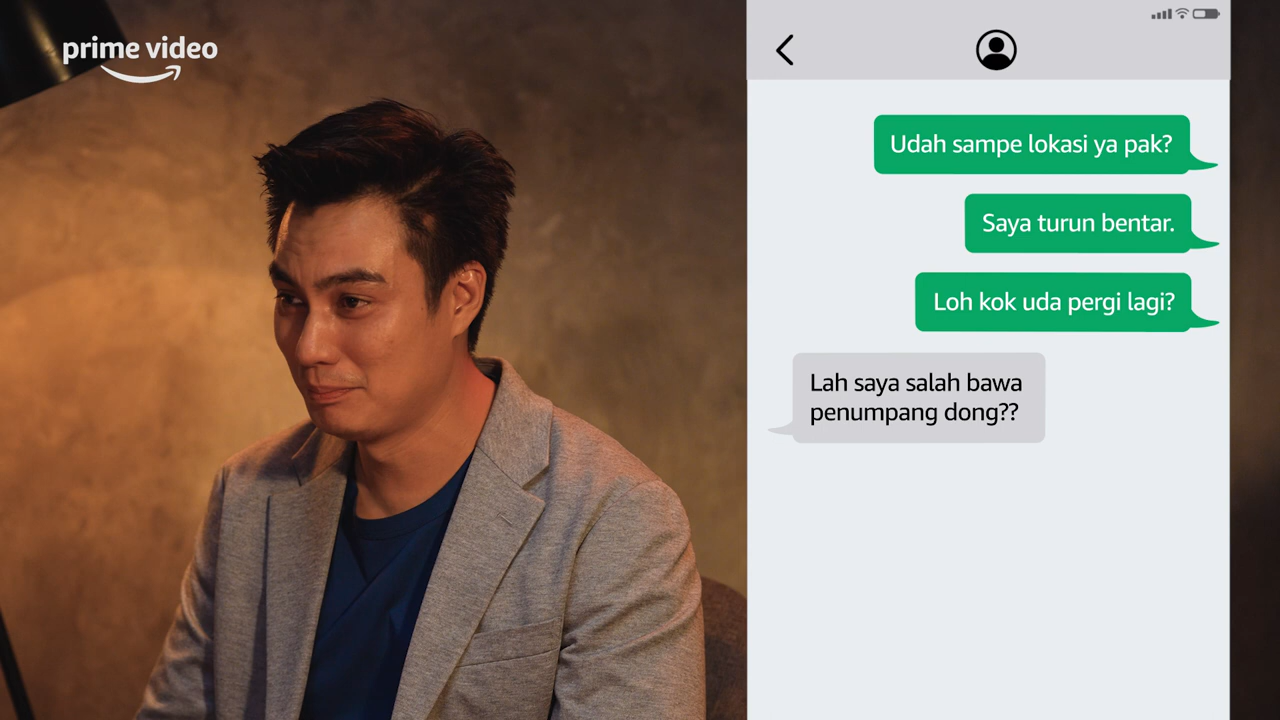 prime video
Udah sampe lokasi ya pak?
Saya turun bentar.
Loh kok uda pergi lagi?
Lah saya salah bawa
penumpang dong??